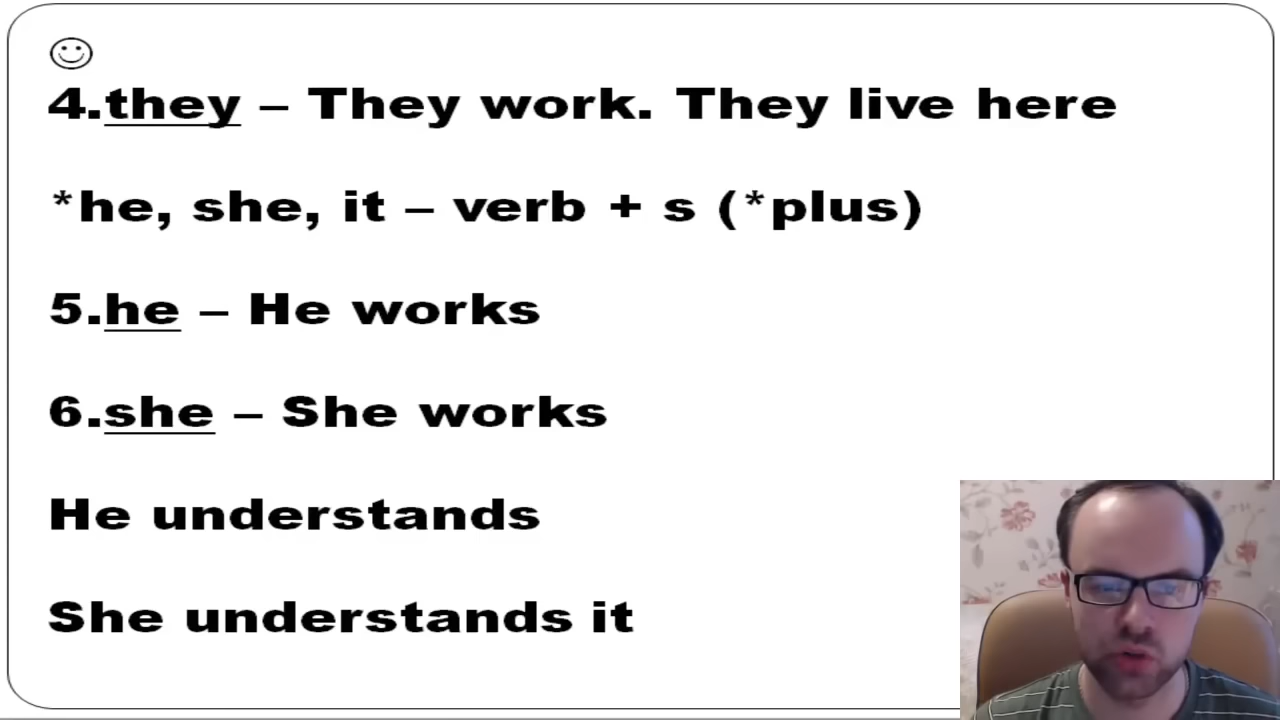 4.they – They work. They live here
*he, she, it – verb + s (*plus)
5.he – He works
6.she – She works
He understands
She understands it